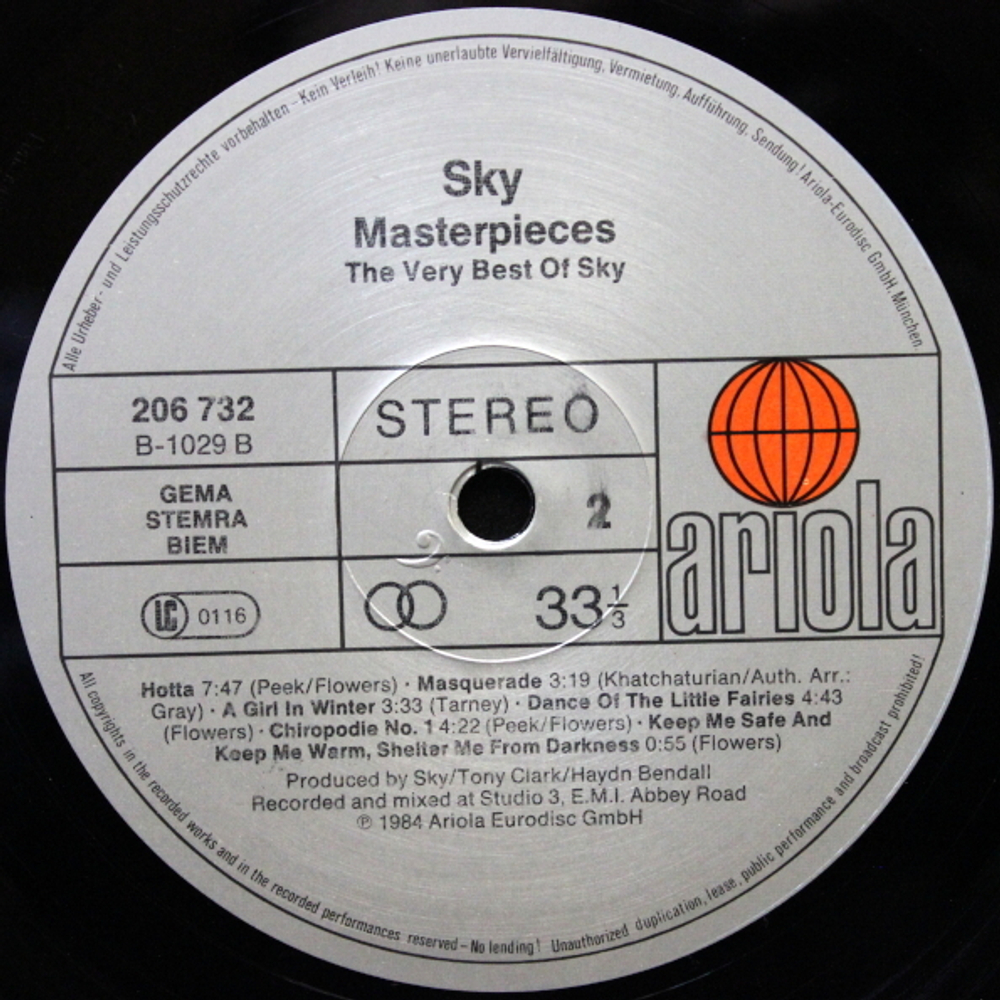 Alle Urheber- und Leistungsschutzrechte vorbehalten – Kein Verleih! Keine unerlaubte Vervielfältigung, Vermietung, Aufführung, Sendung! Ariola-Eurodisc GmbH, München.
Sky
Masterpieces
The Very Best Of Sky
206 732
B-1029 B
STEREO
GEMA
STEMRA
BIEM
2
LC 0116
33 1/3
ariola
Hotta 7:47 (Peek/Flowers) · Masquerade 3:19 (Khatchaturian/Auth. Arr.:
Gray) · A Girl In Winter 3:33 (Tarney) · Dance Of The Little Fairies 4:43
(Flowers) · Chiropodie No. 1 4:22 (Peek/Flowers) · Keep Me Safe And
Keep Me Warm, Shelter Me From Darkness 0:55 (Flowers)
Produced by Sky/Tony Clark/Haydn Bendall
Recorded and mixed at Studio 3, E.M.I. Abbey Road
℗ 1984 Ariola Eurodisc GmbH
All copyrights in the recorded works and in the recorded performances reserved – No lending! Unauthorized duplication, lease, public performance and broadcast prohibited!